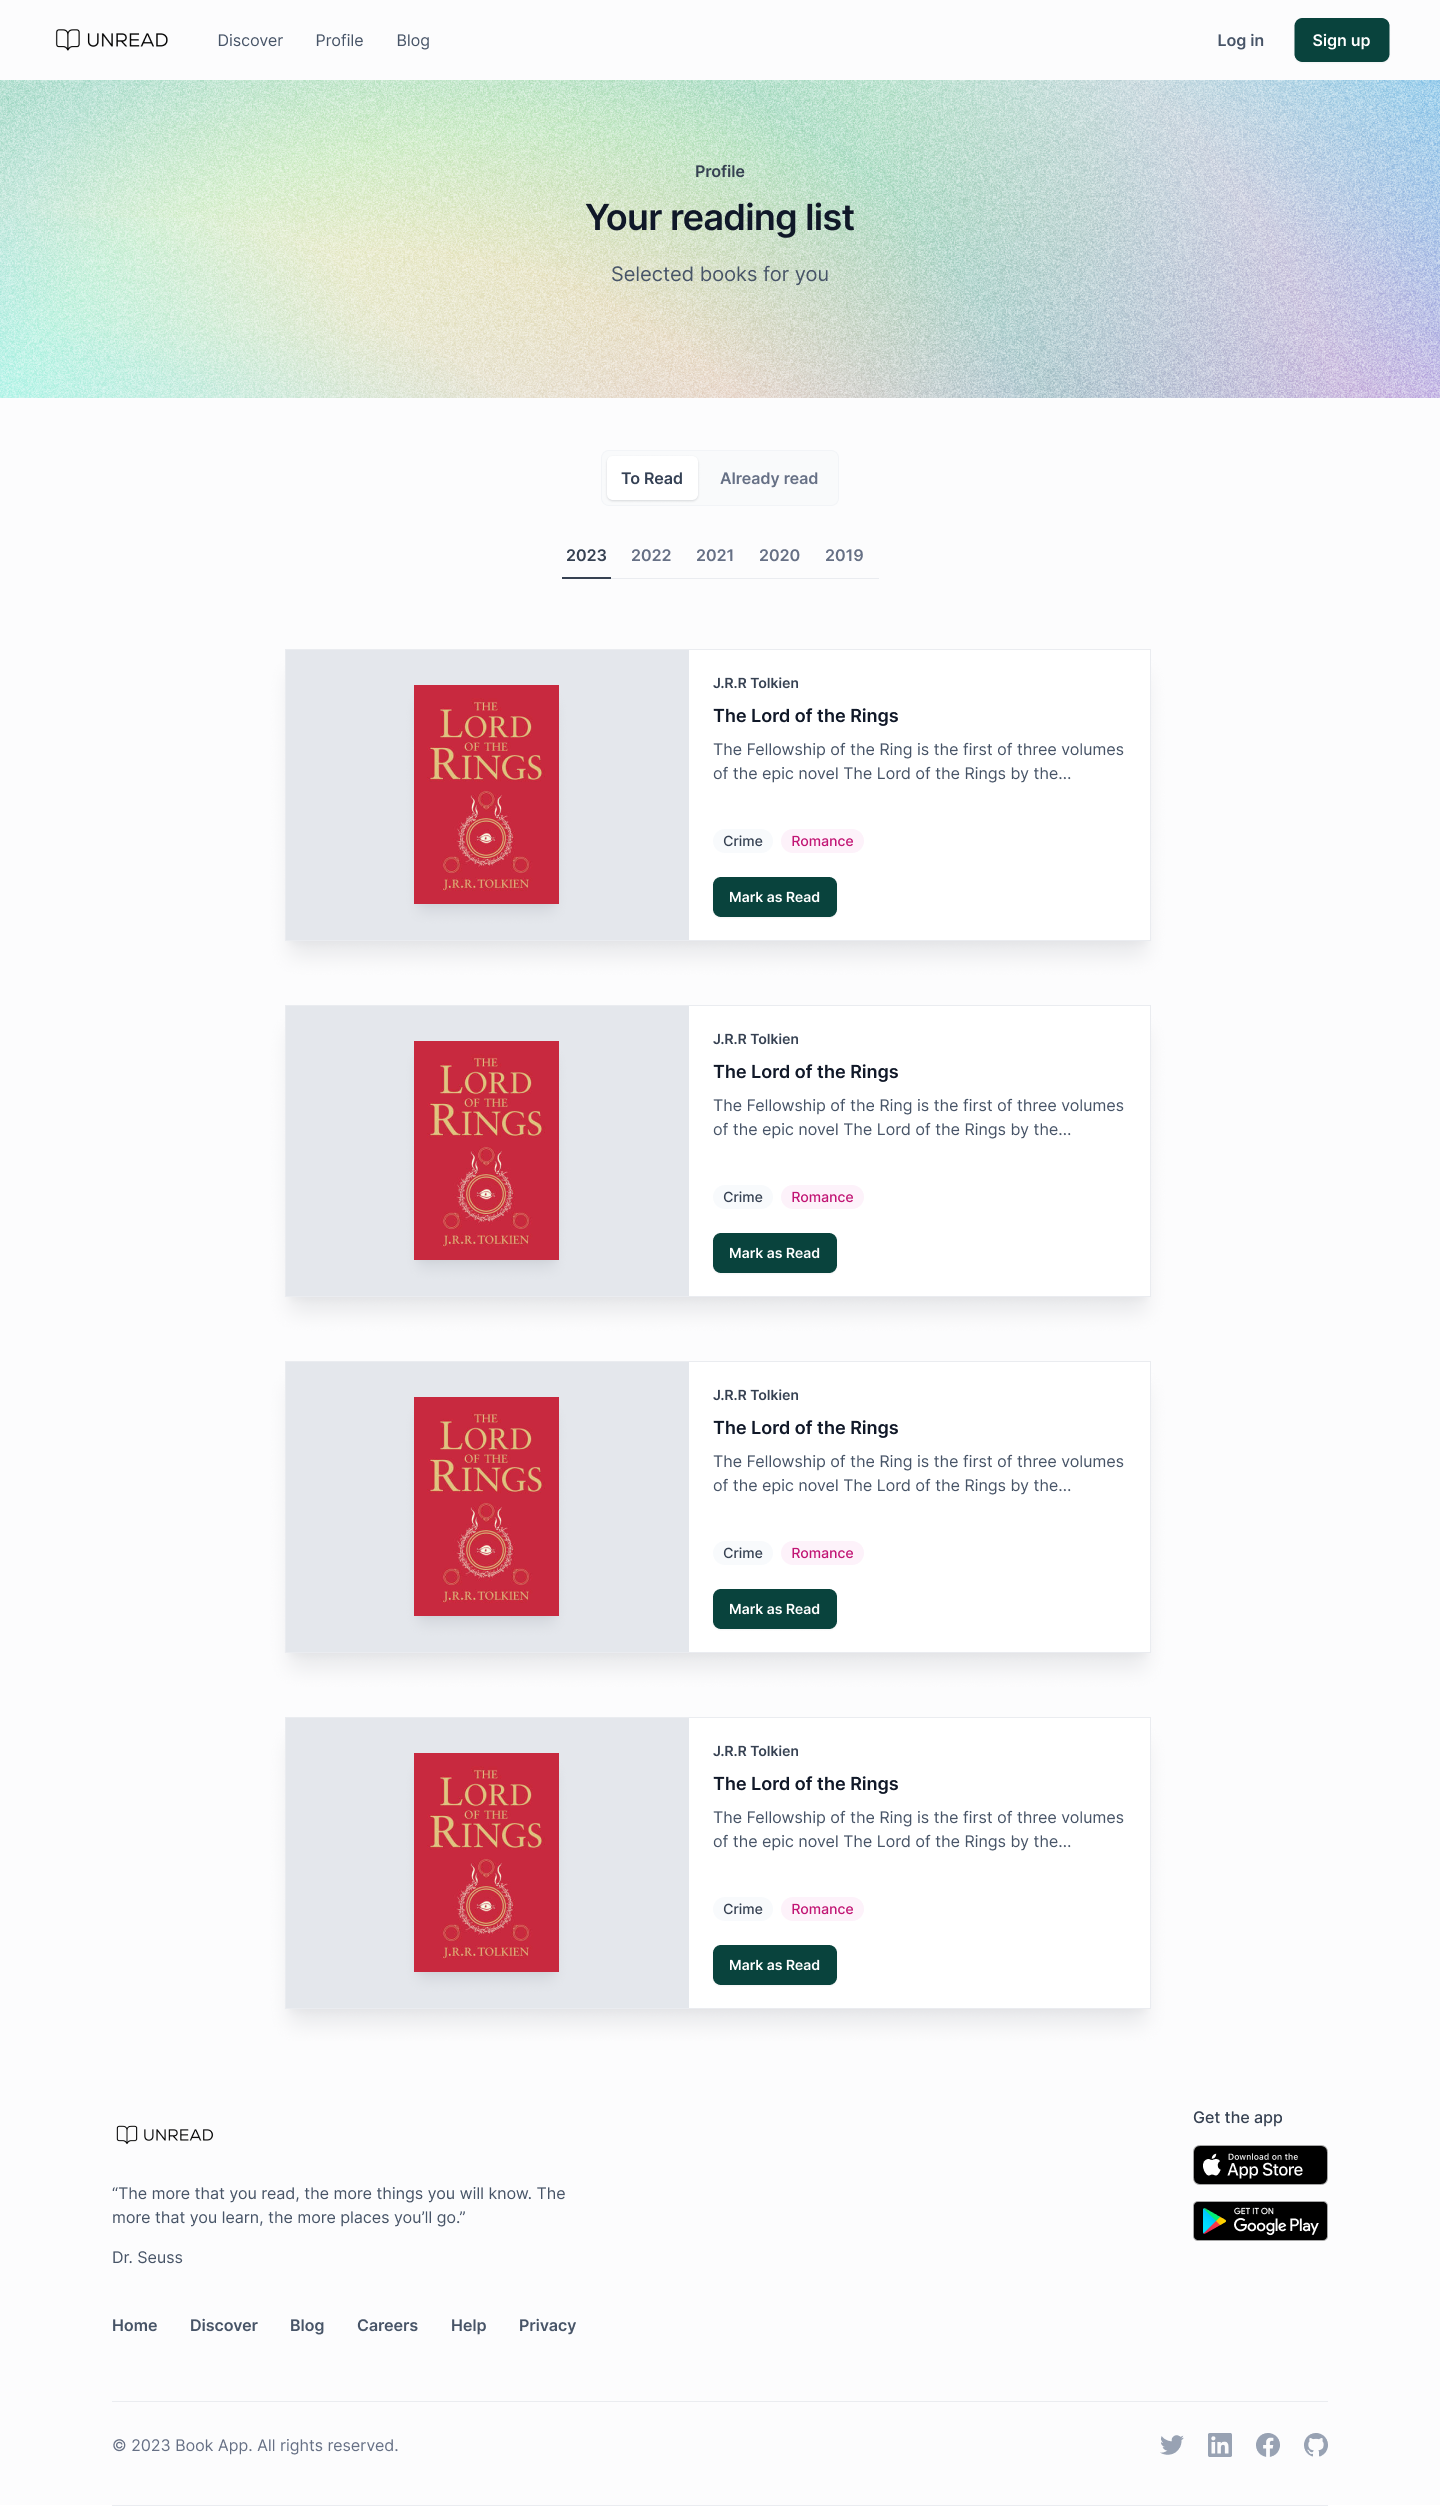 UNREAD
Discover
Profile
Blog
Log in
Sign up
Profile
Your reading list
Selected books for you
To Read
Already read
2023
2022
2021
2020
2019
THE
LORD
OF THE
RINGS
J.R.R. TOLKIEN
J.R.R Tolkien
The Lord of the Rings
The Fellowship of the Ring is the first of three volumes
of the epic novel The Lord of the Rings by the...
Crime
Romance
Mark as Read
THE
LORD
OF THE
RINGS
J.R.R. TOLKIEN
J.R.R Tolkien
The Lord of the Rings
The Fellowship of the Ring is the first of three volumes
of the epic novel The Lord of the Rings by the...
Crime
Romance
Mark as Read
THE
LORD
OF THE
RINGS
J.R.R. TOLKIEN
J.R.R Tolkien
The Lord of the Rings
The Fellowship of the Ring is the first of three volumes
of the epic novel The Lord of the Rings by the...
Crime
Romance
Mark as Read
THE
LORD
OF THE
RINGS
J.R.R. TOLKIEN
J.R.R Tolkien
The Lord of the Rings
The Fellowship of the Ring is the first of three volumes
of the epic novel The Lord of the Rings by the...
Crime
Romance
Mark as Read
UNREAD
“The more that you read, the more things you will know. The
more that you learn, the more places you’ll go.”
Dr. Seuss
Home
Discover
Blog
Careers
Help
Privacy
Get the app
Download on the
App Store
GET IT ON
Google Play
© 2023 Book App. All rights reserved.